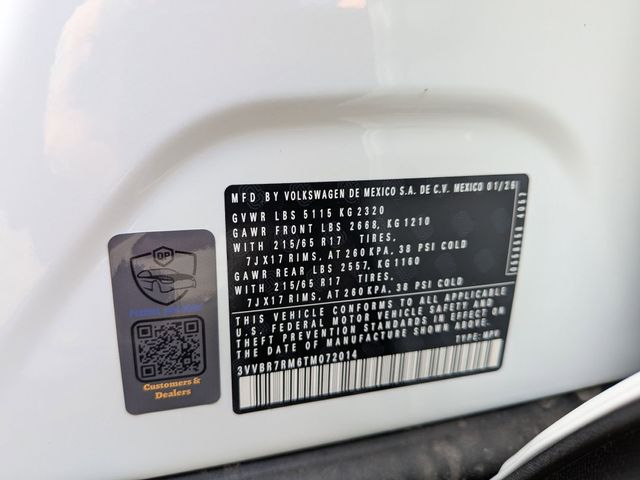 MFD BY VOLKSWAGEN DE MEXICO S.A. DE C.V. MEXICO 01/26
GVWR LBS 5115 KG 2320
GAWR FRONT LBS 2668, KG 1210
WITH 215/65 R17 TIRES.
7JX17 RIMS, AT 260 KPA, 38 PSI COLD
GAWR REAR LBS 2557, KG 1160
WITH 215/65 R17 TIRES.
7JX17 RIMS, AT 260 KPA, 38 PSI COLD
THIS VEHICLE CONFORMS TO ALL APPLICABLE
U.S. FEDERAL MOTOR VEHICLE SAFETY AND
THEFT PREVENTION STANDARDS IN EFFECT ON
THE DATE OF MANUFACTURE SHOWN ABOVE.
3VVBR7RM6TM072014
TYPE: MPV
DPI
Customers &
Dealers